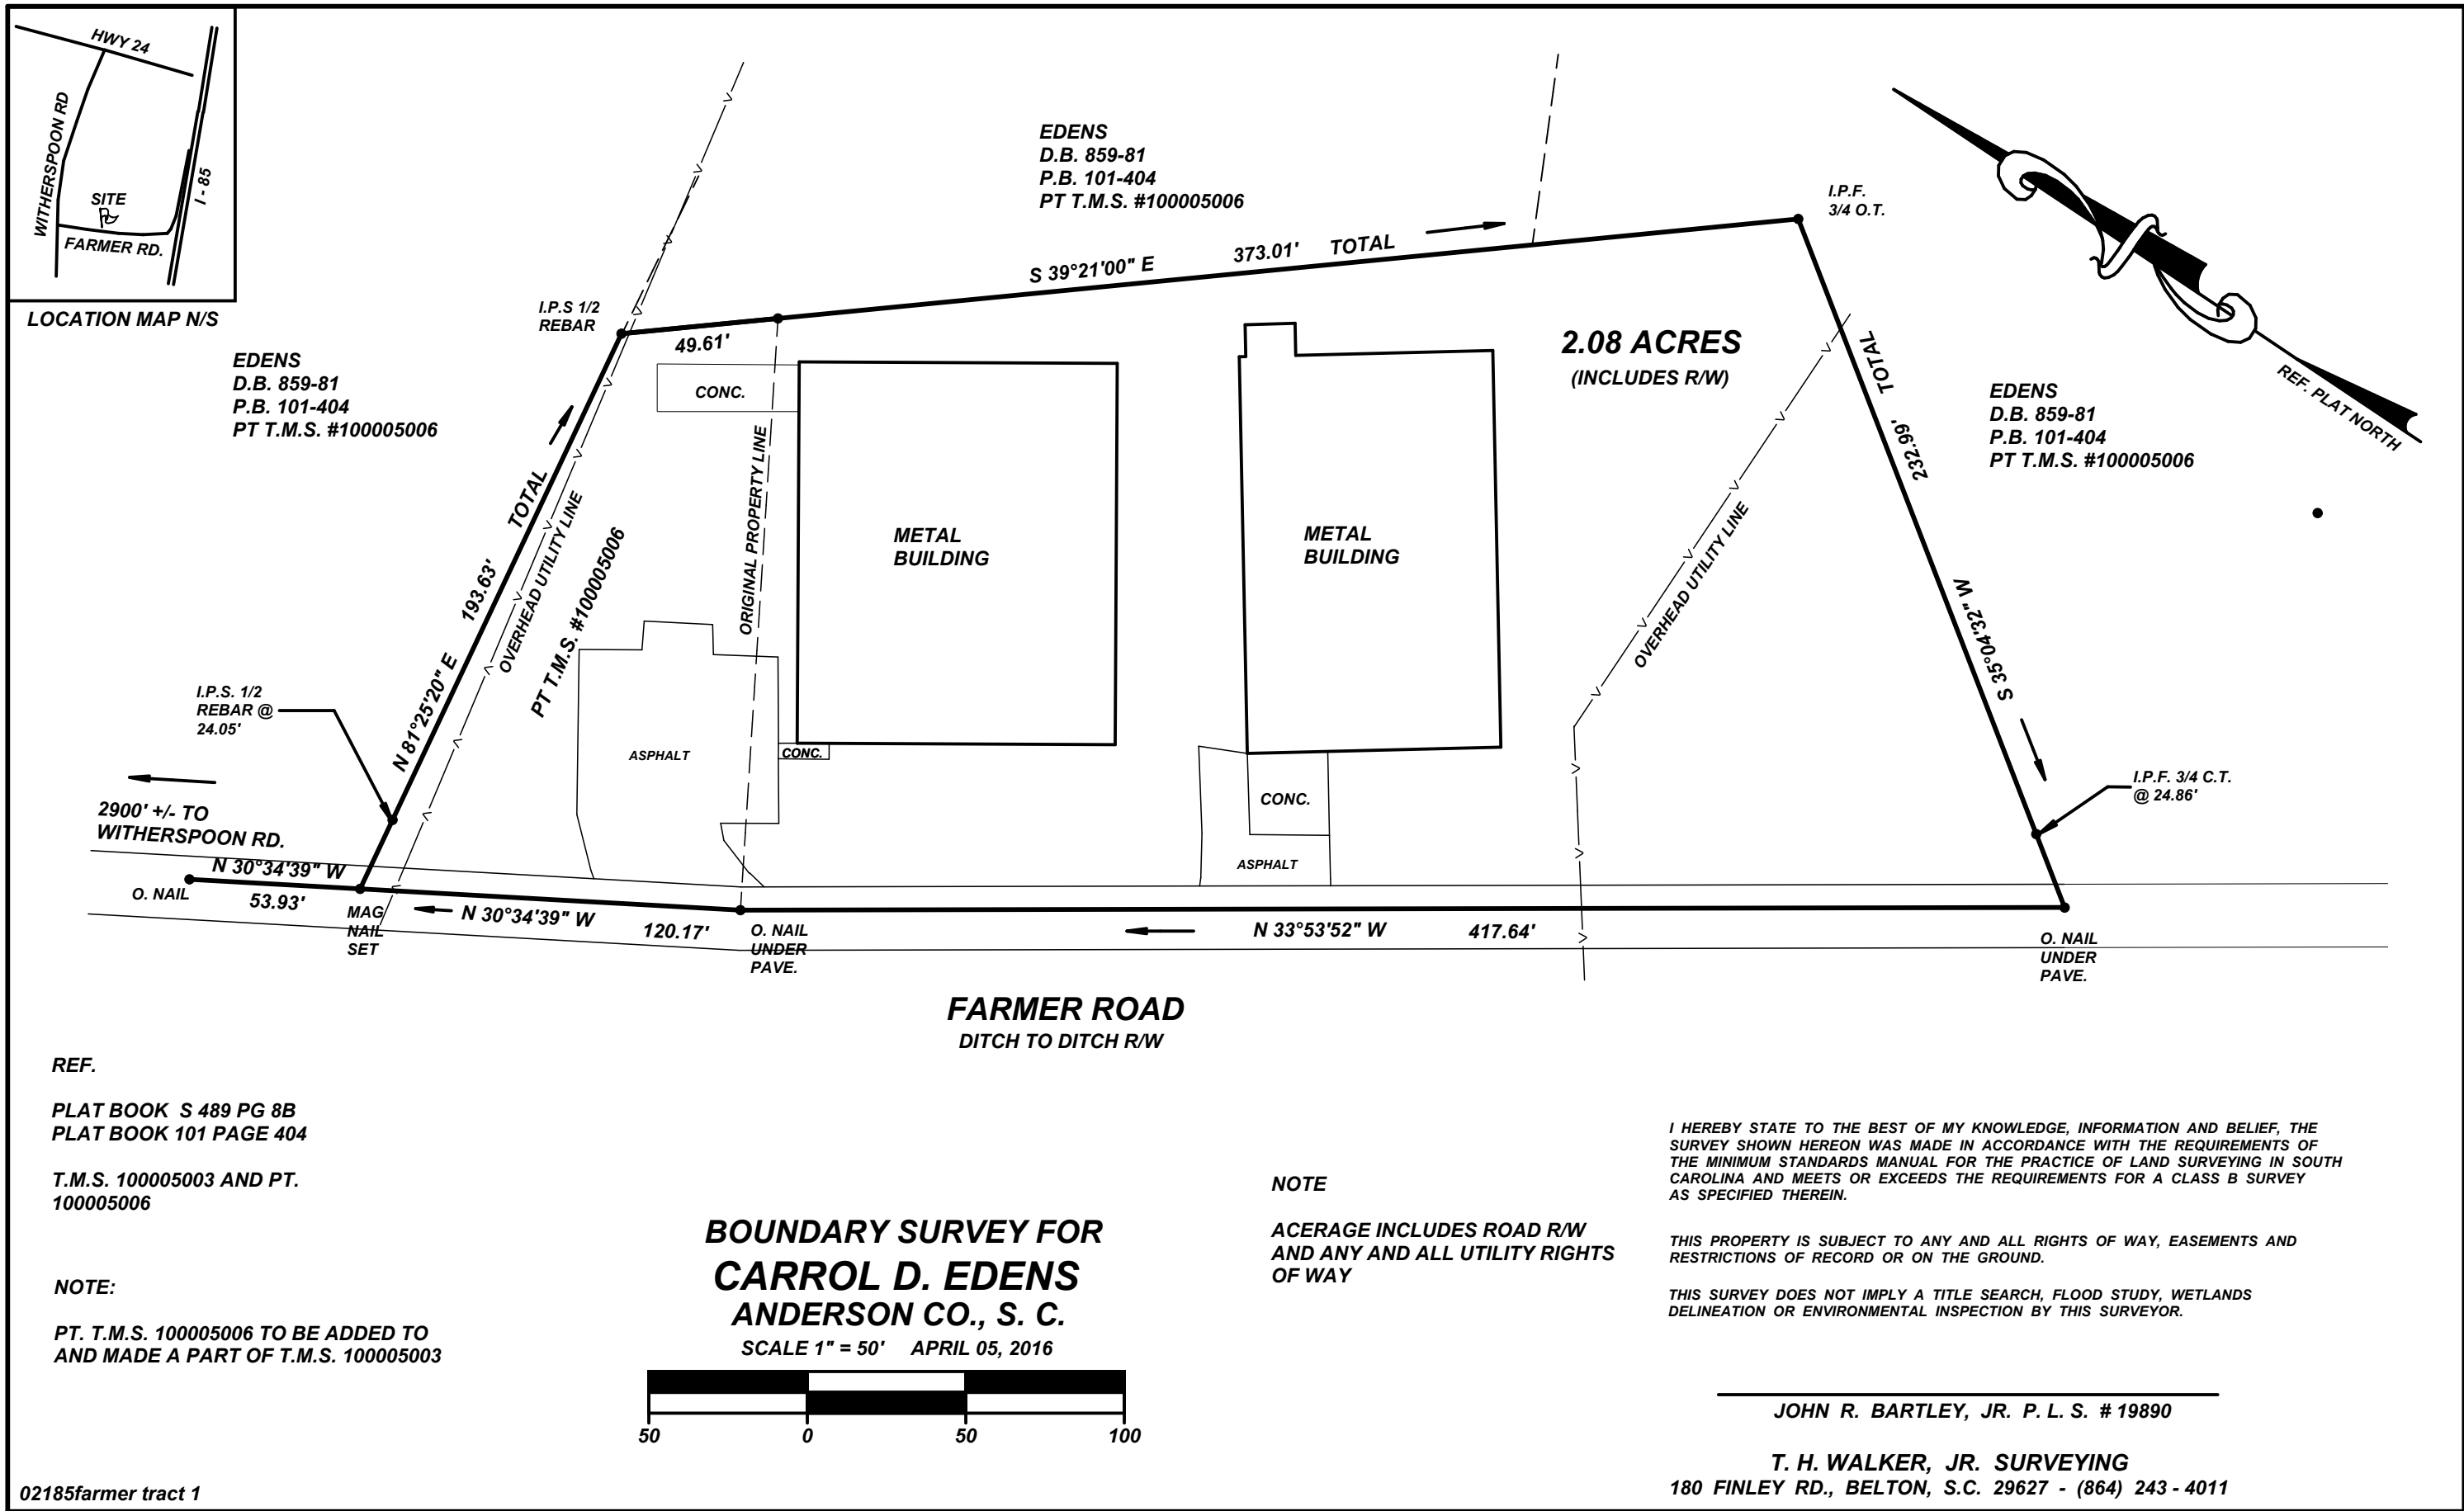 HWY 24
WITHERSPOON RD
I - 85
SITE
FARMER RD.
LOCATION MAP N/S
EDENS
D.B. 859-81
P.B. 101-404
PT T.M.S. #100005006
EDENS
D.B. 859-81
P.B. 101-404
PT T.M.S. #100005006
I.P.F.
3/4 O.T.
S 39°21'00" E 373.01' TOTAL
I.P.S 1/2
REBAR
49.61'
CONC.
2.08 ACRES
(INCLUDES R/W)
TOTAL
232.99'
S 35°04'32" W
REF. PLAT NORTH
EDENS
D.B. 859-81
P.B. 101-404
PT T.M.S. #100005006
N 81°25'20" E 193.63' TOTAL
OVERHEAD UTILITY LINE
PT T.M.S. #100005006
ORIGINAL PROPERTY LINE
METAL
BUILDING
METAL
BUILDING
OVERHEAD UTILITY LINE
I.P.S. 1/2
REBAR @
24.05'
ASPHALT
CONC.
CONC.
ASPHALT
I.P.F. 3/4 C.T.
@ 24.86'
2900' +/- TO
WITHERSPOON RD.
N 30°34'39" W
O. NAIL
53.93'
MAG
NAIL
SET
N 30°34'39" W 120.17'
O. NAIL
UNDER
PAVE.
N 33°53'52" W 417.64'
O. NAIL
UNDER
PAVE.
FARMER ROAD
DITCH TO DITCH R/W
REF.
PLAT BOOK S 489 PG 8B
PLAT BOOK 101 PAGE 404
T.M.S. 100005003 AND PT.
100005006
NOTE:
PT. T.M.S. 100005006 TO BE ADDED TO
AND MADE A PART OF T.M.S. 100005003
BOUNDARY SURVEY FOR
CARROL D. EDENS
ANDERSON CO., S. C.
SCALE 1" = 50' APRIL 05, 2016
50 0 50 100
NOTE
ACERAGE INCLUDES ROAD R/W
AND ANY AND ALL UTILITY RIGHTS
OF WAY
I HEREBY STATE TO THE BEST OF MY KNOWLEDGE, INFORMATION AND BELIEF, THE
SURVEY SHOWN HEREON WAS MADE IN ACCORDANCE WITH THE REQUIREMENTS OF
THE MINIMUM STANDARDS MANUAL FOR THE PRACTICE OF LAND SURVEYING IN SOUTH
CAROLINA AND MEETS OR EXCEEDS THE REQUIREMENTS FOR A CLASS B SURVEY
AS SPECIFIED THEREIN.
THIS PROPERTY IS SUBJECT TO ANY AND ALL RIGHTS OF WAY, EASEMENTS AND
RESTRICTIONS OF RECORD OR ON THE GROUND.
THIS SURVEY DOES NOT IMPLY A TITLE SEARCH, FLOOD STUDY, WETLANDS
DELINEATION OR ENVIRONMENTAL INSPECTION BY THIS SURVEYOR.
JOHN R. BARTLEY, JR. P. L. S. # 19890
T. H. WALKER, JR. SURVEYING
180 FINLEY RD., BELTON, S.C. 29627 - (864) 243 - 4011
02185farmer tract 1